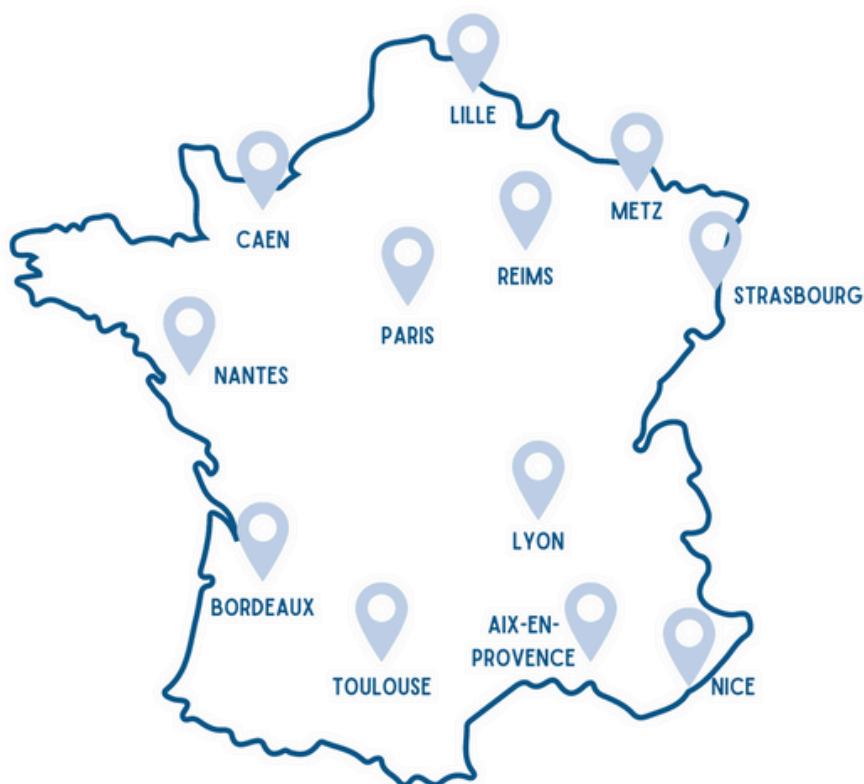 LILLE
METZ
CAEN
REIMS
STRASBOURG
PARIS
NANTES
LYON
BORDEAUX
AIX-EN-
PROVENCE
TOULOUSE
NICE